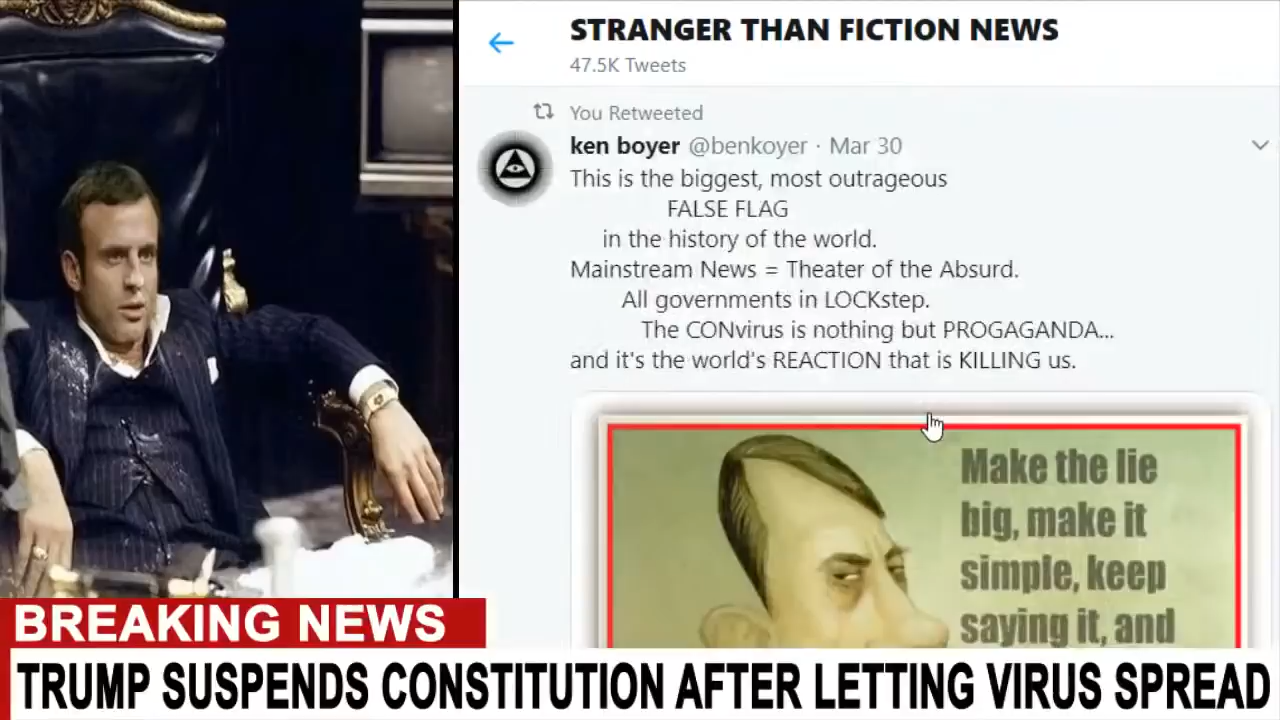 STRANGER THAN FICTION NEWS
47.5K Tweets
You Retweeted
ken boyer @benkoyer · Mar 30
This is the biggest, most outrageous
FALSE FLAG
in the history of the world.
Mainstream News = Theater of the Absurd.
All governments in LOCKstep.
The CONvirus is nothing but PROGAGANDA...
and it's the world's REACTION that is KILLING us.
Make the lie
big, make it
simple, keep
saying it, and
BREAKING NEWS
TRUMP SUSPENDS CONSTITUTION AFTER LETTING VIRUS SPREAD